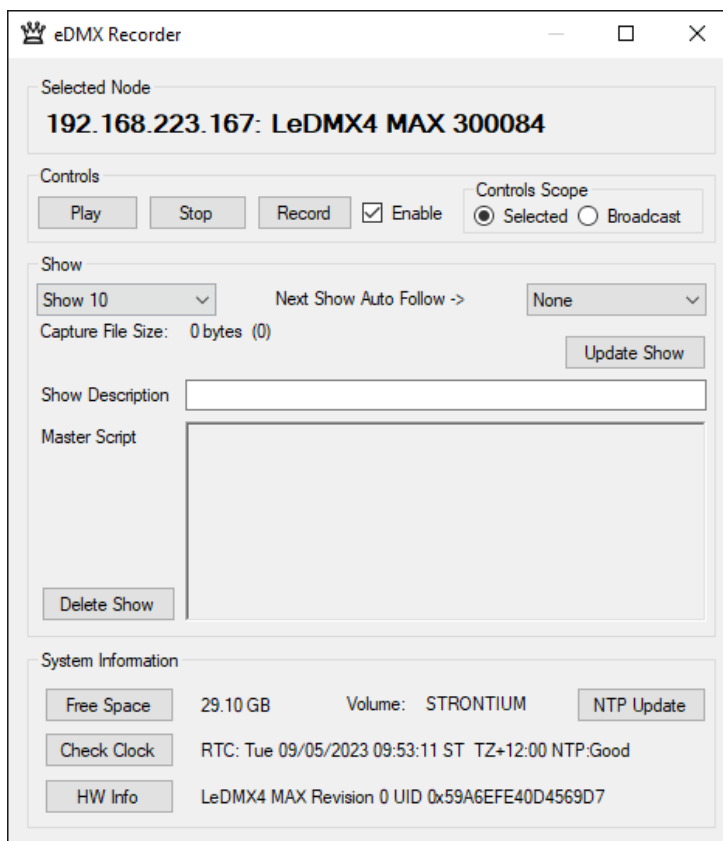 eDMX Recorder
Selected Node
192.168.223.167: LeDMX4 MAX 300084
Controls
Play Stop Record Enable
Controls Scope
Selected Broadcast
Show
Show 10 Next Show Auto Follow -> None
Capture File Size: 0 bytes (0)
Update Show
Show Description
Master Script
Delete Show
System Information
Free Space 29.10 GB Volume: STRONTIUM NTP Update
Check Clock RTC: Tue 09/05/2023 09:53:11 ST TZ+12:00 NTP:Good
HW Info LeDMX4 MAX Revision 0 UID 0x59A6EFE40D4569D7